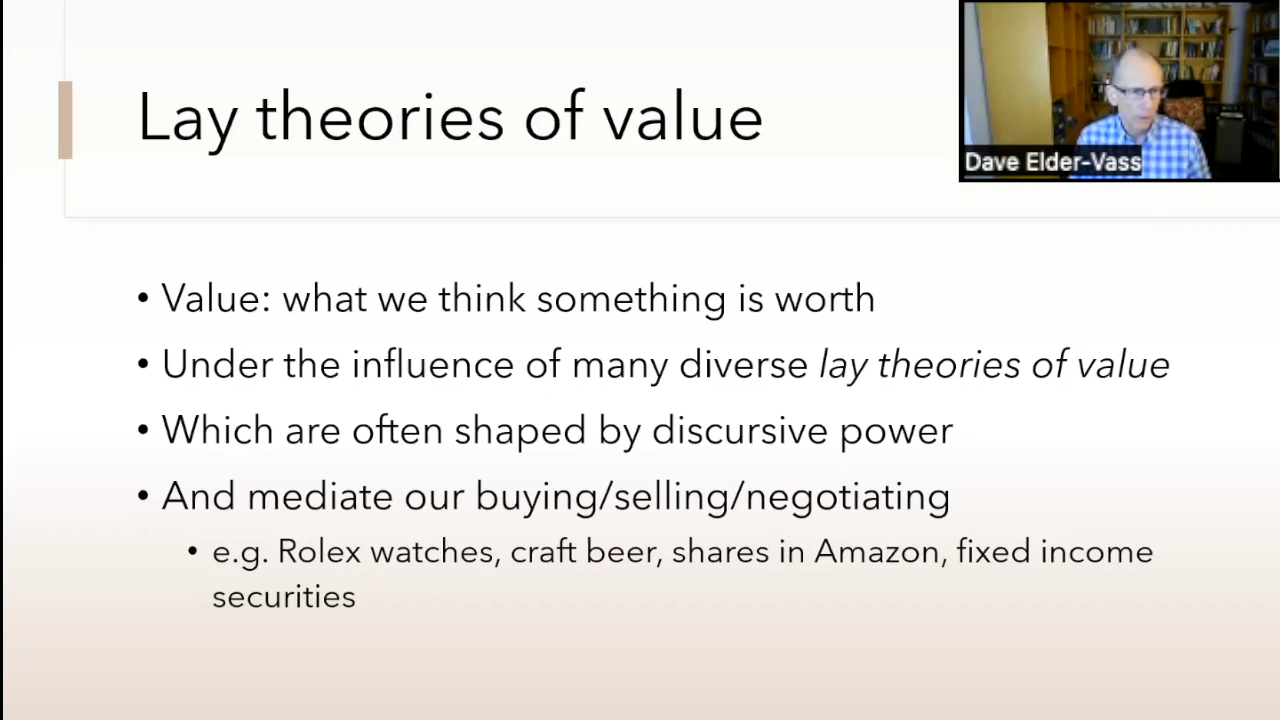 Lay theories of value
Dave Elder-Vass
• Value: what we think something is worth
• Under the influence of many diverse lay theories of value
• Which are often shaped by discursive power
• And mediate our buying/selling/negotiating
• e.g. Rolex watches, craft beer, shares in Amazon, fixed income
securities